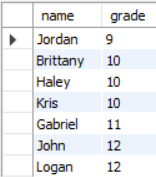 name grade
Jordan 9
Brittany 10
Haley 10
Kris 10
Gabriel 11
John 12
Logan 12